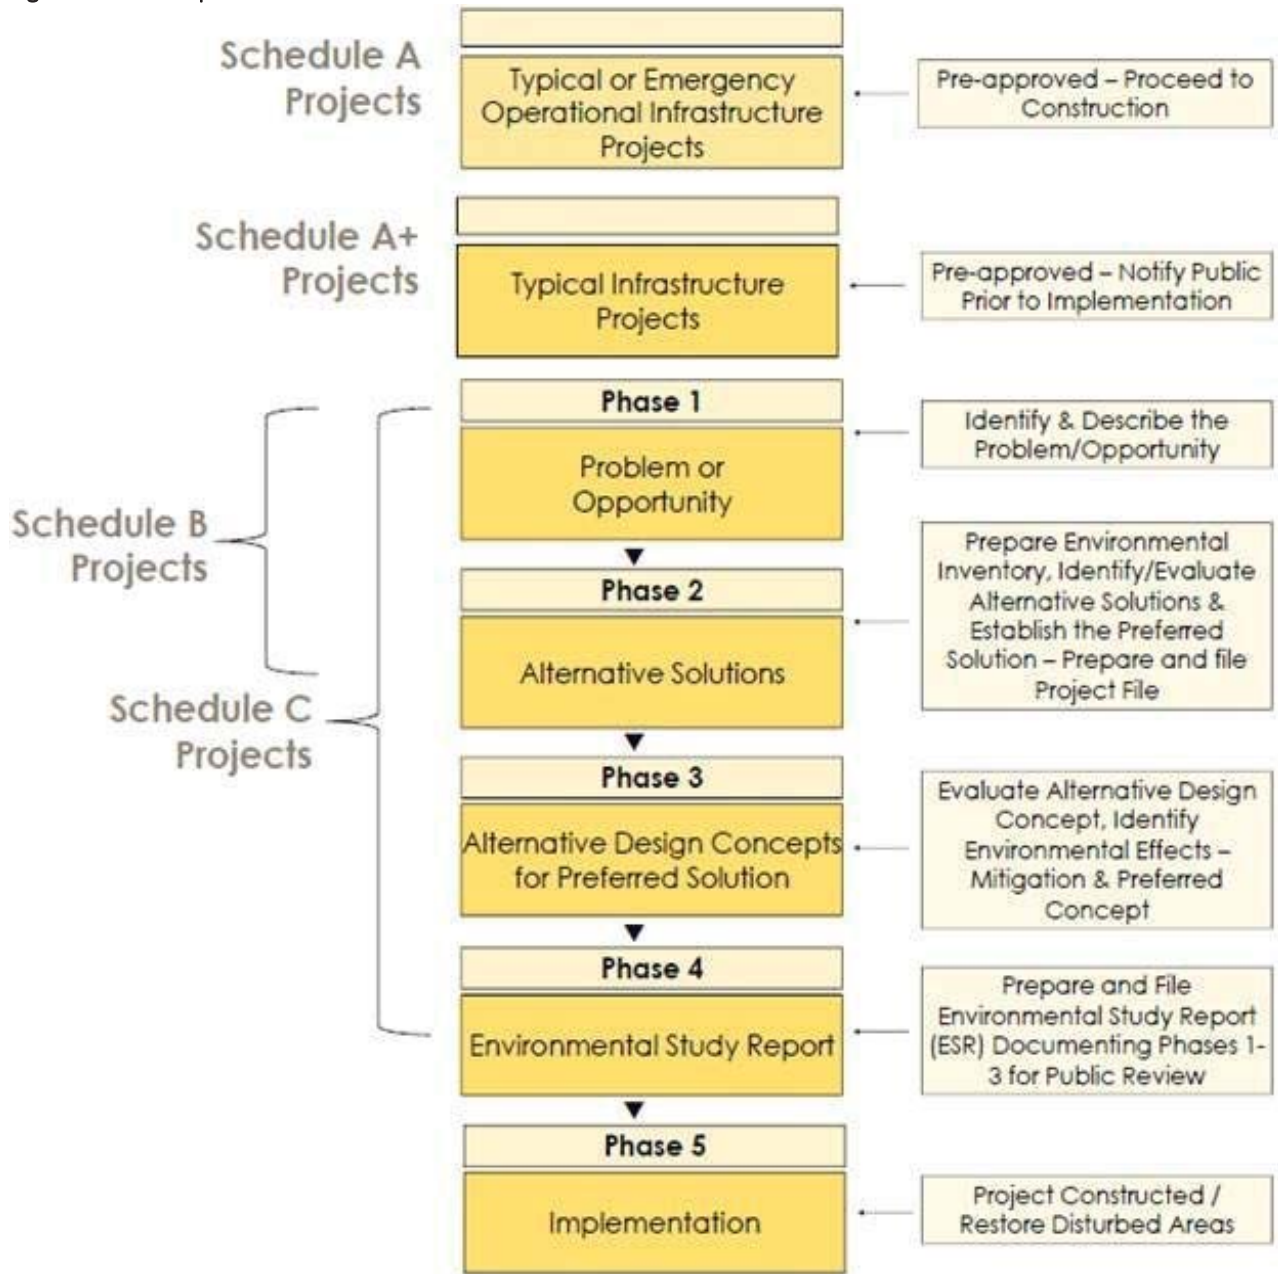 Schedule A
Projects
Typical or Emergency
Operational Infrastructure
Projects
Pre-approved – Proceed to
Construction
Schedule A+
Projects
Typical Infrastructure
Projects
Pre-approved – Notify Public
Prior to Implementation
Phase 1
Problem or
Opportunity
Identify & Describe the
Problem/Opportunity
Schedule B
Projects
Phase 2
Alternative Solutions
Prepare Environmental
Inventory, Identify/Evaluate
Alternative Solutions &
Establish the Preferred
Solution – Prepare and file
Project File
Schedule C
Projects
Phase 3
Alternative Design Concepts
for Preferred Solution
Evaluate Alternative Design
Concept, Identify
Environmental Effects –
Mitigation & Preferred
Concept
Phase 4
Environmental Study Report
Prepare and File
Environmental Study Report
(ESR) Documenting Phases 1-
3 for Public Review
Phase 5
Implementation
Project Constructed /
Restore Disturbed Areas